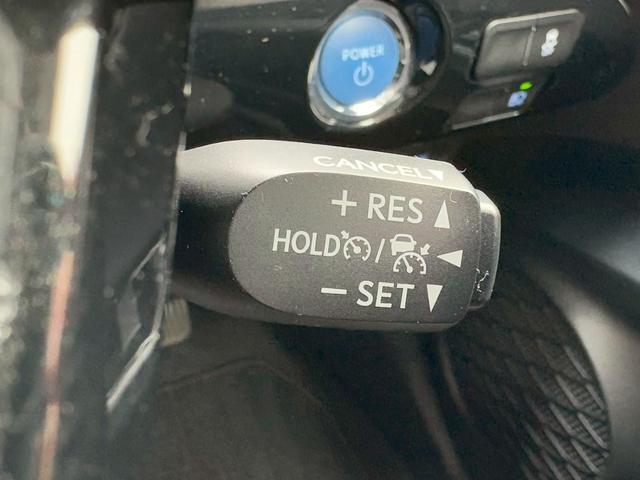 POWER
CANCEL▼
+ RES ▲
HOLD / ◀
− SET ▼